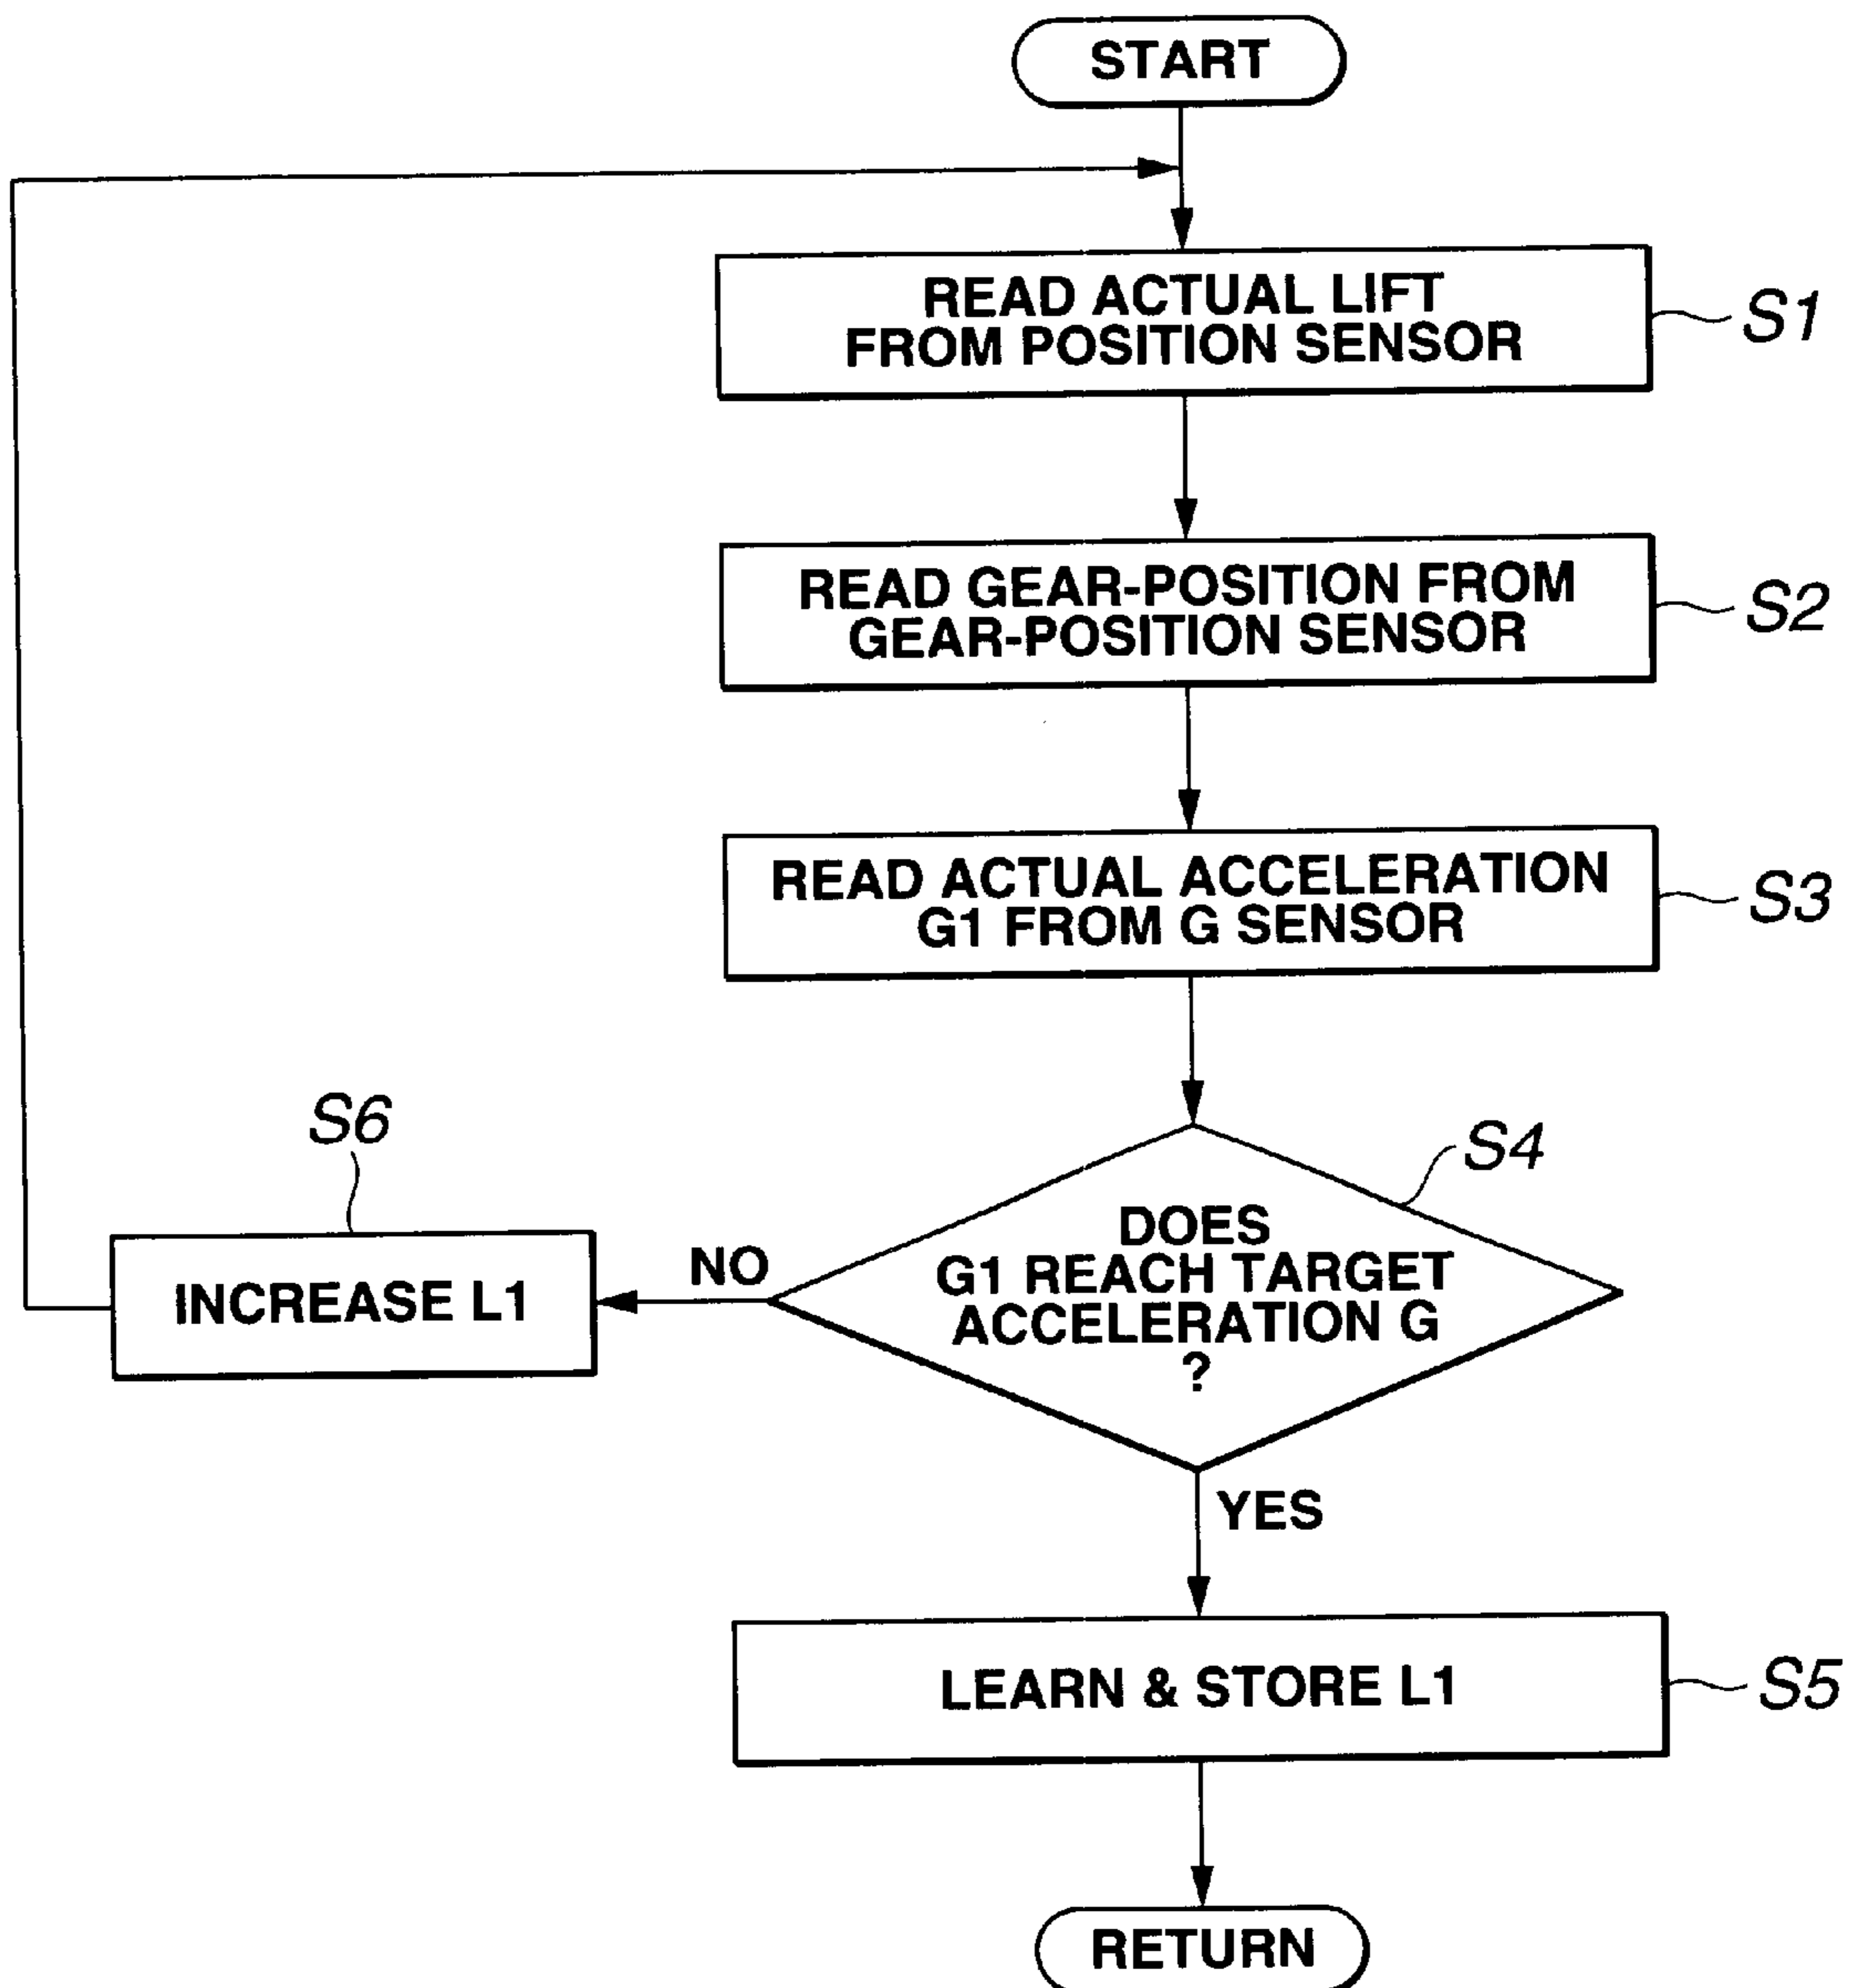 START
READ ACTUAL LIFT
FROM POSITION SENSOR
S1
READ GEAR-POSITION FROM
GEAR-POSITION SENSOR
S2
READ ACTUAL ACCELERATION
G1 FROM G SENSOR
S3
S6
S4
DOES
G1 REACH TARGET
ACCELERATION G
?
NO
INCREASE L1
YES
LEARN & STORE L1
S5
RETURN